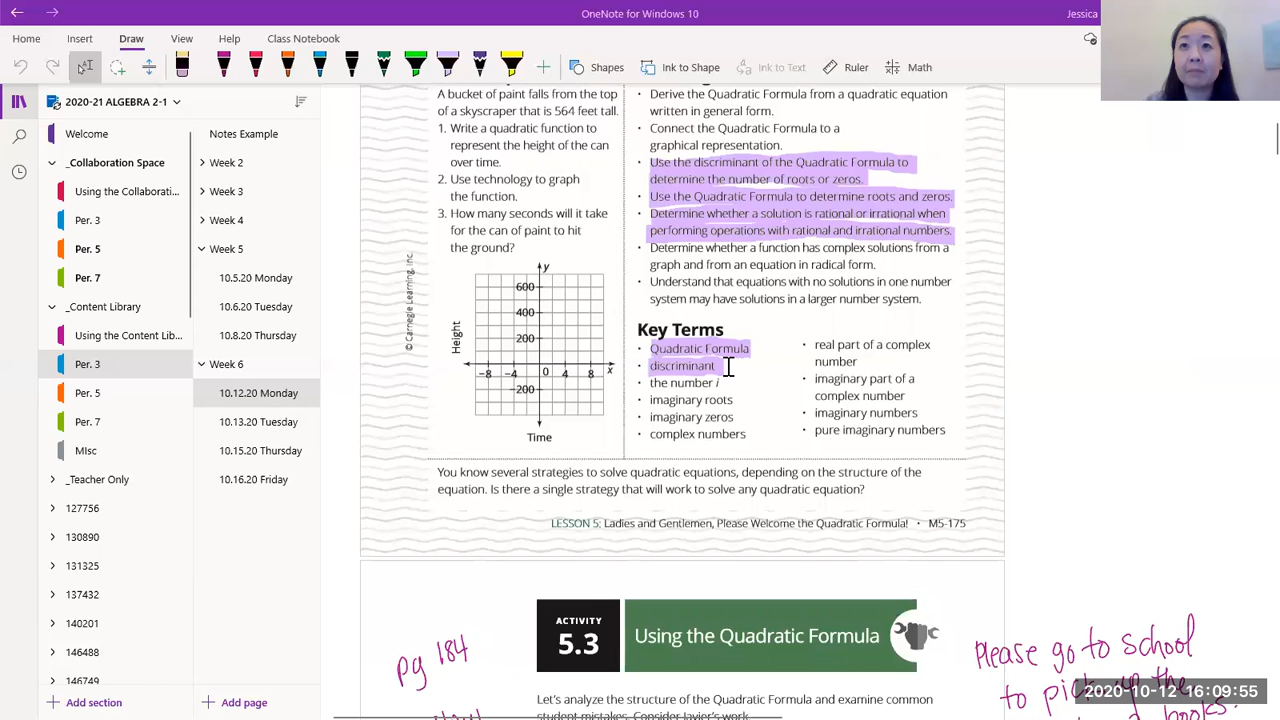 OneNote for Windows 10
Jessica
Home Insert Draw View Help Class Notebook
Shapes Ink to Shape Ink to Text Ruler Math
2020-21 ALGEBRA 2-1
Welcome
_Collaboration Space
Using the Collaborati...
Per. 3
Per. 5
Per. 7
_Content Library
Using the Content Lib...
Per. 3
Per. 5
Per. 7
MIsc
_Teacher Only
127756
130890
131325
137432
140201
146488
146749
Add section
Notes Example
Week 2
Week 3
Week 4
Week 5
10.5.20 Monday
10.6.20 Tuesday
10.8.20 Thursday
Week 6
10.12.20 Monday
10.13.20 Tuesday
10.15.20 Thursday
10.16.20 Friday
Add page
A bucket of paint falls from the top
of a skyscraper that is 564 feet tall.
1. Write a quadratic function to
represent the height of the can
over time.
2. Use technology to graph
the function.
3. How many seconds will it take
for the can of paint to hit
the ground?
© Carnegie Learning, Inc.
y
600
400
200
−8 −4 0 4 8 x
−200
Height
Time
• Derive the Quadratic Formula from a quadratic equation
written in general form.
• Connect the Quadratic Formula to a
graphical representation.
• Use the discriminant of the Quadratic Formula to
determine the number of roots or zeros.
• Use the Quadratic Formula to determine roots and zeros.
• Determine whether a solution is rational or irrational when
performing operations with rational and irrational numbers.
• Determine whether a function has complex solutions from a
graph and from an equation in radical form.
• Understand that equations with no solutions in one number
system may have solutions in a larger number system.
Key Terms
• Quadratic Formula
• discriminant
• the number i
• imaginary roots
• imaginary zeros
• complex numbers
• real part of a complex
number
• imaginary part of a
complex number
• imaginary numbers
• pure imaginary numbers
You know several strategies to solve quadratic equations, depending on the structure of the
equation. Is there a single strategy that will work to solve any quadratic equation?
LESSON 5: Ladies and Gentlemen, Please Welcome the Quadratic Formula! • M5-175
ACTIVITY
5.3
Using the Quadratic Formula
pg 184
Let's analyze the structure of the Quadratic Formula and examine common
student mistakes. Consider Javier's work.
Please go to school
to pick up the
books.
2020-10-12 16:09:55